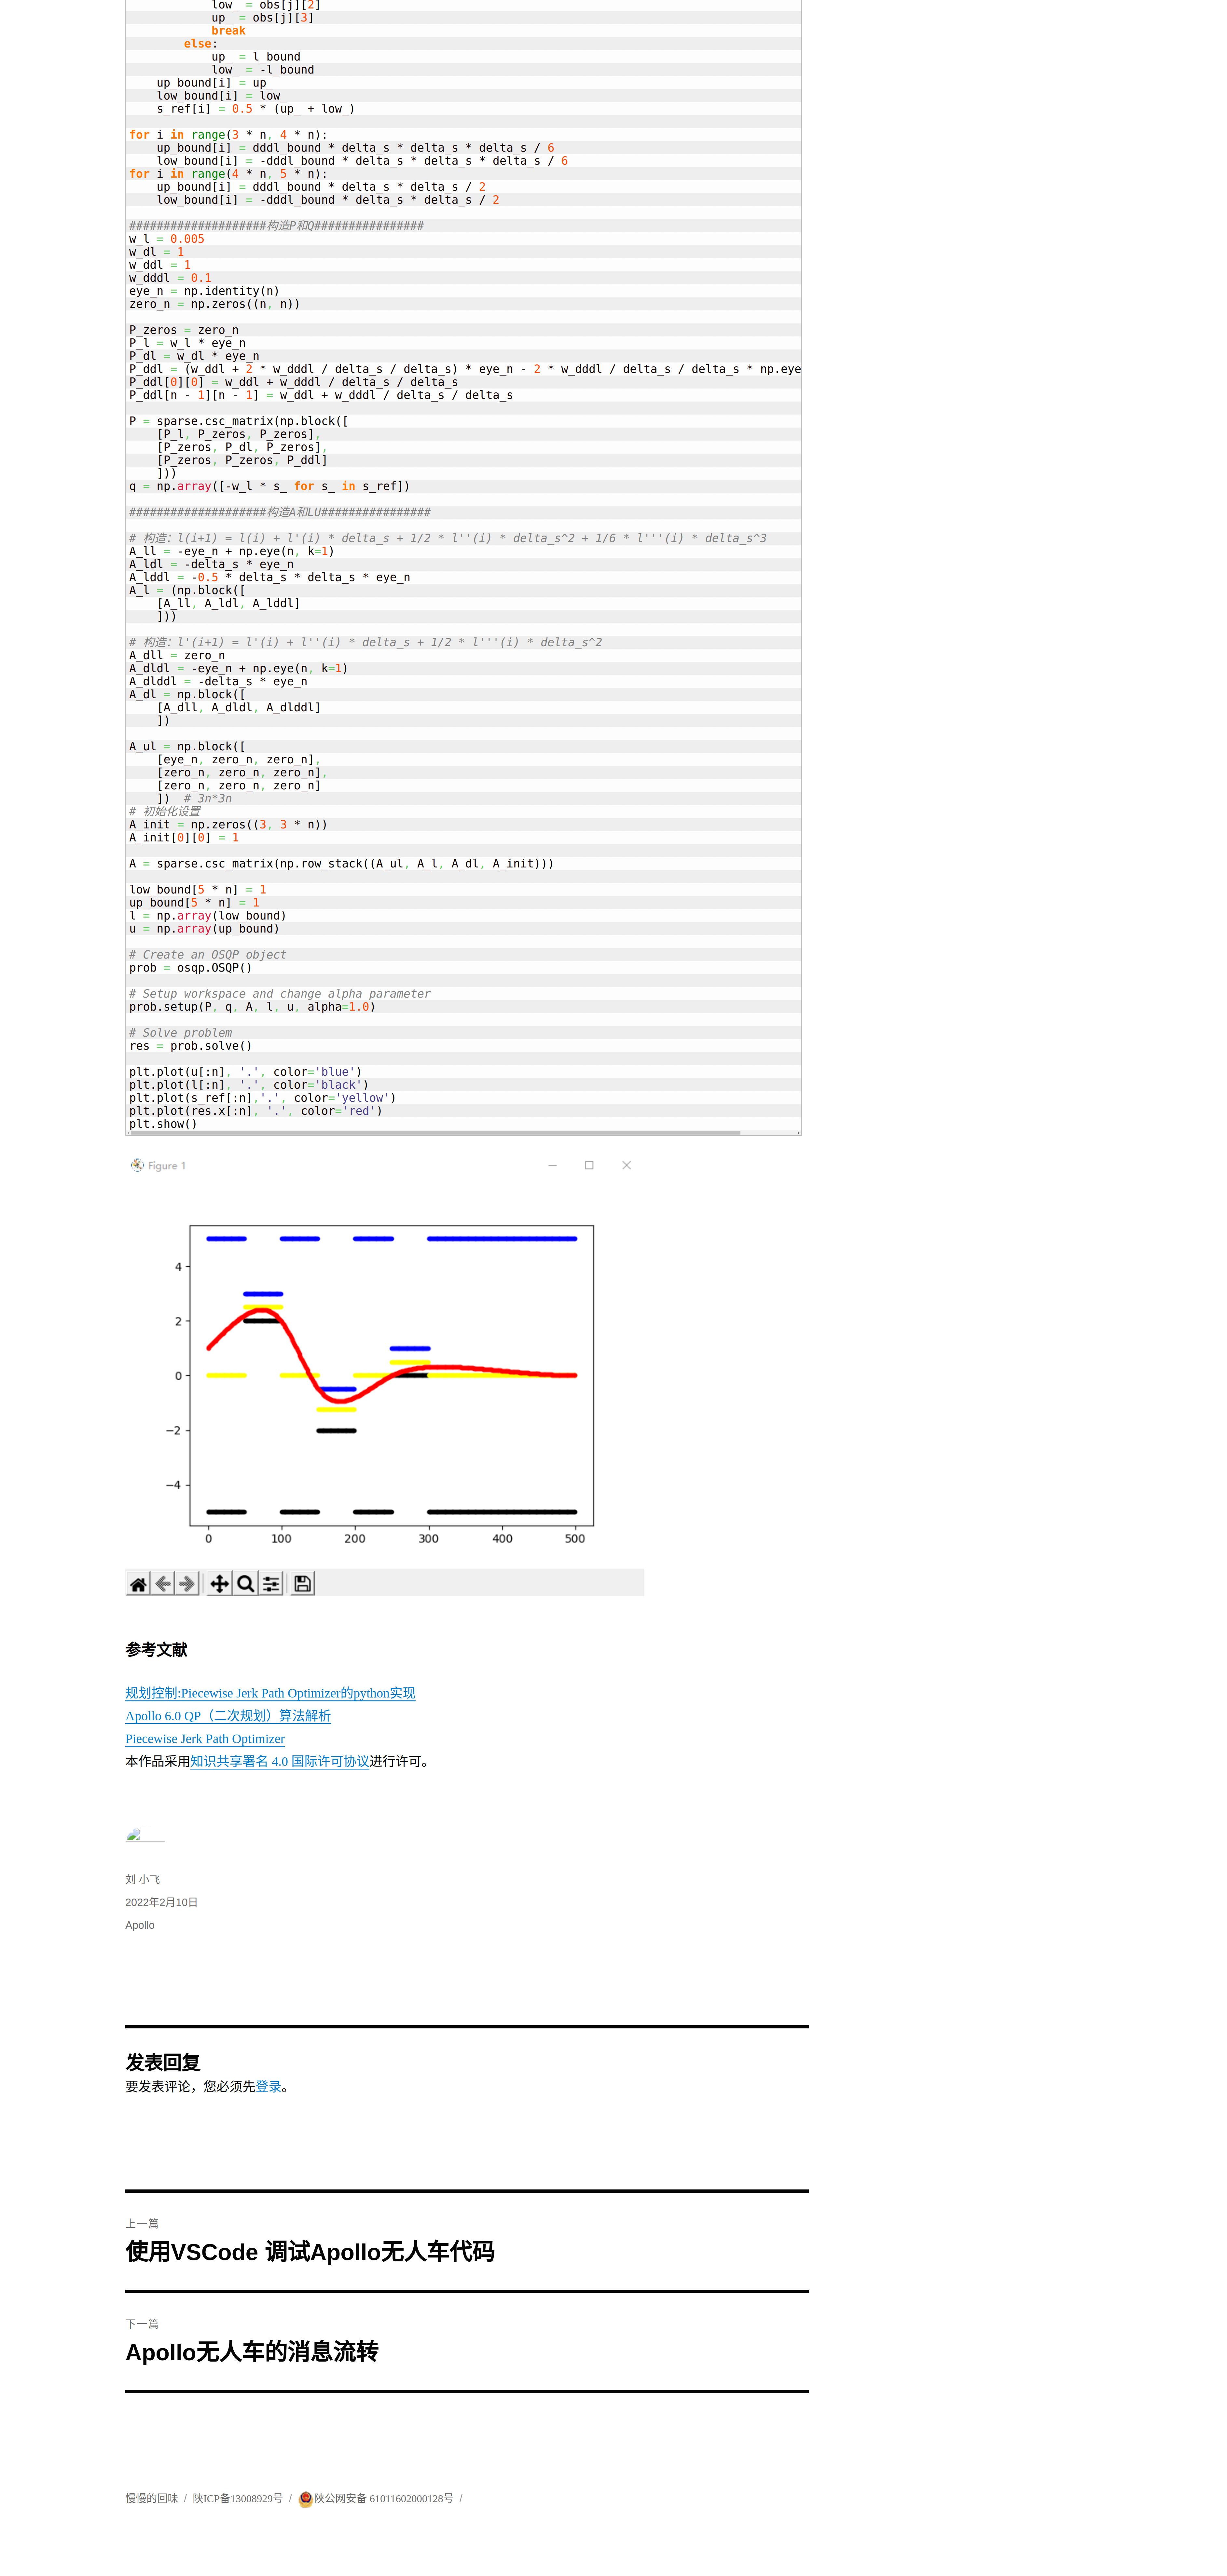 low_ = obs[j][2]
            up_ = obs[j][3]
            break
        else:
            up_ = l_bound
            low_ = -l_bound
    up_bound[i] = up_
    low_bound[i] = low_
    s_ref[i] = 0.5 * (up_ + low_)
for i in range(3 * n, 4 * n):
    up_bound[i] = dddl_bound * delta_s * delta_s * delta_s / 6
    low_bound[i] = -dddl_bound * delta_s * delta_s * delta_s / 6
for i in range(4 * n, 5 * n):
    up_bound[i] = dddl_bound * delta_s * delta_s / 2
    low_bound[i] = -dddl_bound * delta_s * delta_s / 2
####################构造P和Q################
w_l = 0.005
w_dl = 1
w_ddl = 1
w_dddl = 0.1
eye_n = np.identity(n)
zero_n = np.zeros((n, n))
P_zeros = zero_n
P_l = w_l * eye_n
P_dl = w_dl * eye_n
P_ddl = (w_ddl + 2 * w_dddl / delta_s / delta_s) * eye_n - 2 * w_dddl / delta_s / delta_s * np.eye
P_ddl[0][0] = w_ddl + w_dddl / delta_s / delta_s
P_ddl[n - 1][n - 1] = w_ddl + w_dddl / delta_s / delta_s
P = sparse.csc_matrix(np.block([
    [P_l, P_zeros, P_zeros],
    [P_zeros, P_dl, P_zeros],
    [P_zeros, P_zeros, P_ddl]
    ]))
q = np.array([-w_l * s_ for s_ in s_ref])
####################构造A和LU################
# 构造：l(i+1) = l(i) + l'(i) * delta_s + 1/2 * l''(i) * delta_s^2 + 1/6 * l'''(i) * delta_s^3
A_ll = -eye_n + np.eye(n, k=1)
A_ldl = -delta_s * eye_n
A_lddl = -0.5 * delta_s * delta_s * eye_n
A_l = (np.block([
    [A_ll, A_ldl, A_lddl]
    ]))
# 构造：l'(i+1) = l'(i) + l''(i) * delta_s + 1/2 * l'''(i) * delta_s^2
A_dll = zero_n
A_dldl = -eye_n + np.eye(n, k=1)
A_dlddl = -delta_s * eye_n
A_dl = np.block([
    [A_dll, A_dldl, A_dlddl]
    ])
A_ul = np.block([
    [eye_n, zero_n, zero_n],
    [zero_n, zero_n, zero_n],
    [zero_n, zero_n, zero_n]
    ])  # 3n*3n
# 初始化设置
A_init = np.zeros((3, 3 * n))
A_init[0][0] = 1
A = sparse.csc_matrix(np.row_stack((A_ul, A_l, A_dl, A_init)))
low_bound[5 * n] = 1
up_bound[5 * n] = 1
l = np.array(low_bound)
u = np.array(up_bound)
# Create an OSQP object
prob = osqp.OSQP()
# Setup workspace and change alpha parameter
prob.setup(P, q, A, l, u, alpha=1.0)
# Solve problem
res = prob.solve()
plt.plot(u[:n], '.', color='blue')
plt.plot(l[:n], '.', color='black')
plt.plot(s_ref[:n],'.', color='yellow')
plt.plot(res.x[:n], '.', color='red')
plt.show()
Figure 1
4
2
0
−2
−4
0 100 200 300 400 500
参考文献
规划控制:Piecewise Jerk Path Optimizer的python实现
Apollo 6.0 QP（二次规划）算法解析
Piecewise Jerk Path Optimizer
本作品采用知识共享署名 4.0 国际许可协议进行许可。
刘 小飞
2022年2月10日
Apollo
发表回复
要发表评论，您必须先登录。
上一篇
使用VSCode 调试Apollo无人车代码
下一篇
Apollo无人车的消息流转
慢慢的回味 / 陕ICP备13008929号 / 陕公网安备 61011602000128号 /